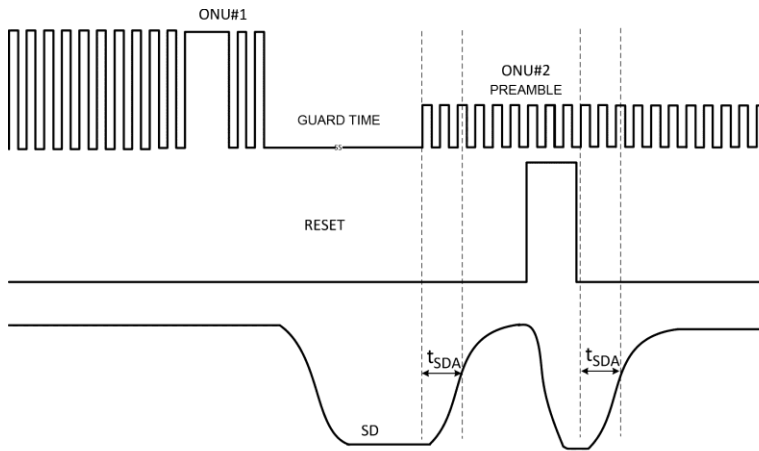 ONU#1
ONU#2
PREAMBLE
GUARD TIME
RESET
tSDA
tSDA
SD